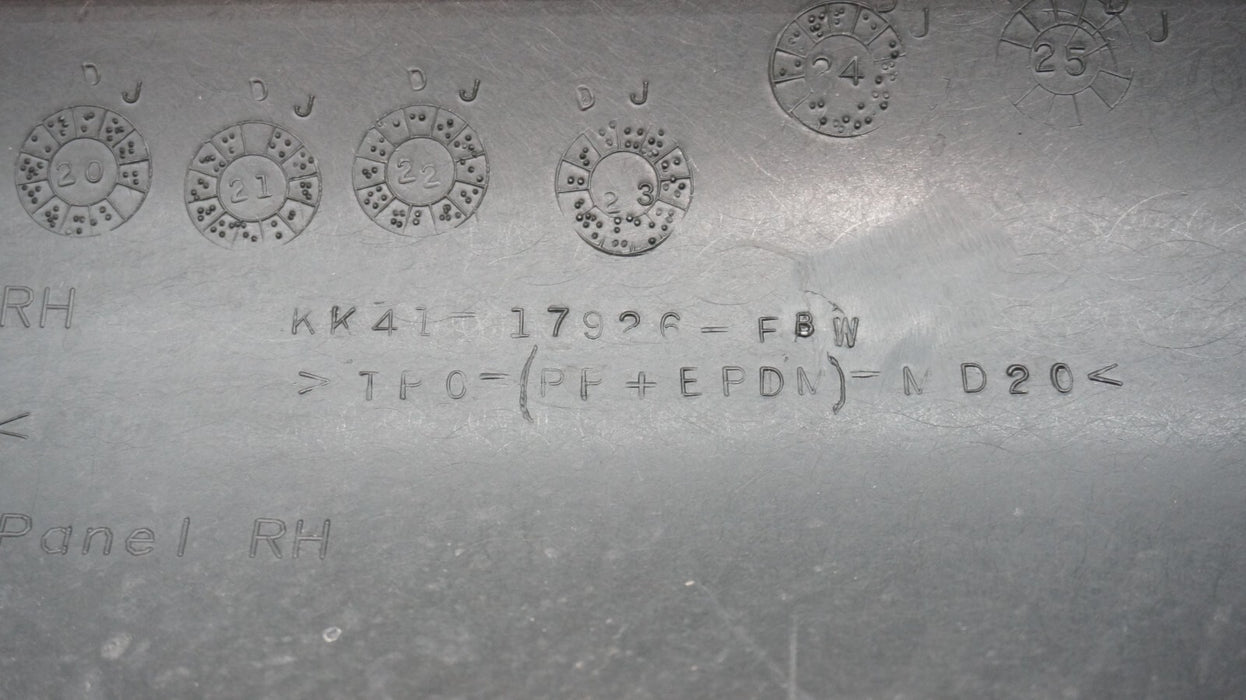 D J D J D J D J J J
20 21 22 23 24 25
RH
KK41-17926-FBW
>TPO-(PP+EPDM)-MD20<
<
Panel RH